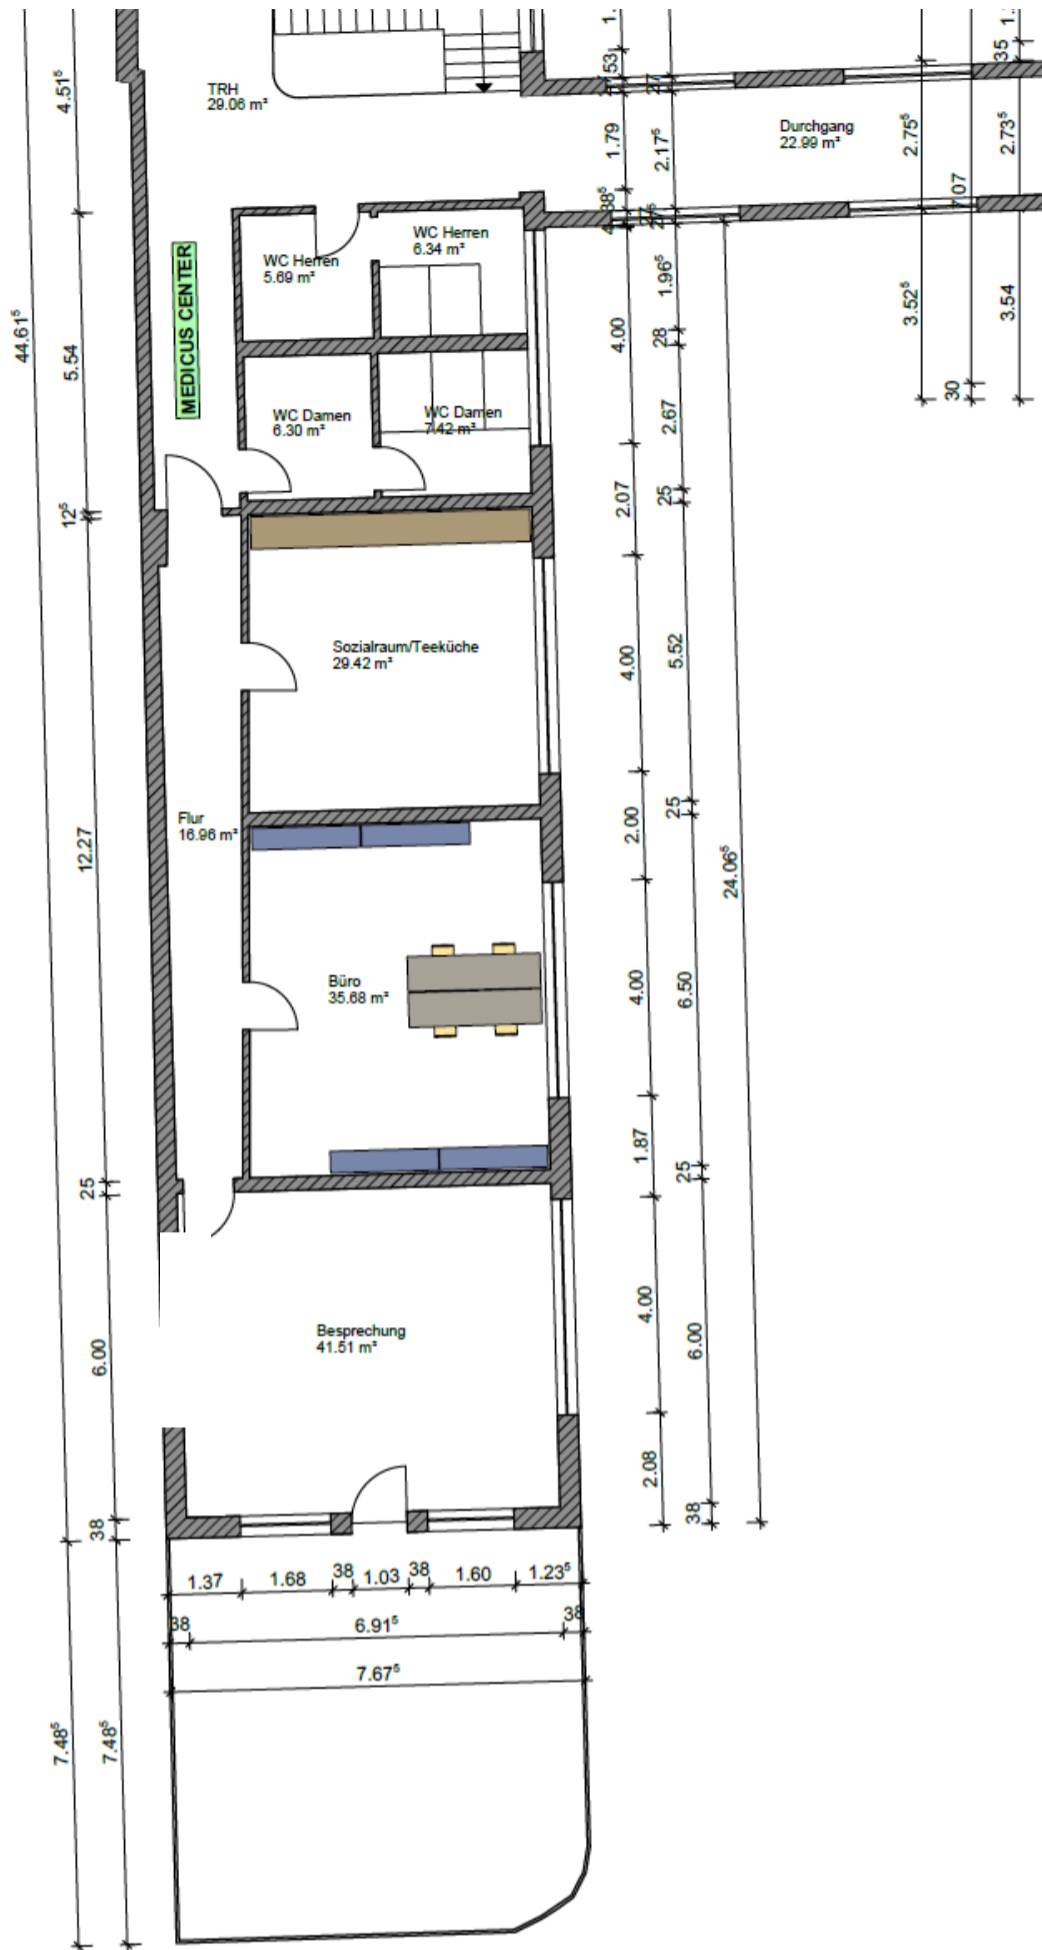 TRH
29.06 m²
Durchgang
22.99 m²
WC Herren
5.69 m²
WC Herren
6.34 m²
MEDICUS CENTER
WC Damen
6.30 m²
WC Damen
7.42 m²
Sozialraum/Teeküche
29.42 m²
Flur
16.96 m²
Büro
35.68 m²
Besprechung
41.51 m²
44.61⁵
7.48⁵
4.51⁵
5.54
12⁵
12.27
25
6.00
38
7.48⁵
53
1.79
38⁵
4.00
2.07
4.00
2.00
4.00
1.87
4.00
2.08
27
2.17⁵
27⁵
1.96⁵
28
2.67
25
5.52
25
6.50
25
6.00
38
24.06⁵
2.75⁵
3.52⁵
7.07
30
35
2.73⁵
3.54
1.37
1.68
38
1.03
38
1.60
1.23⁵
38
6.91⁵
38
7.67⁵